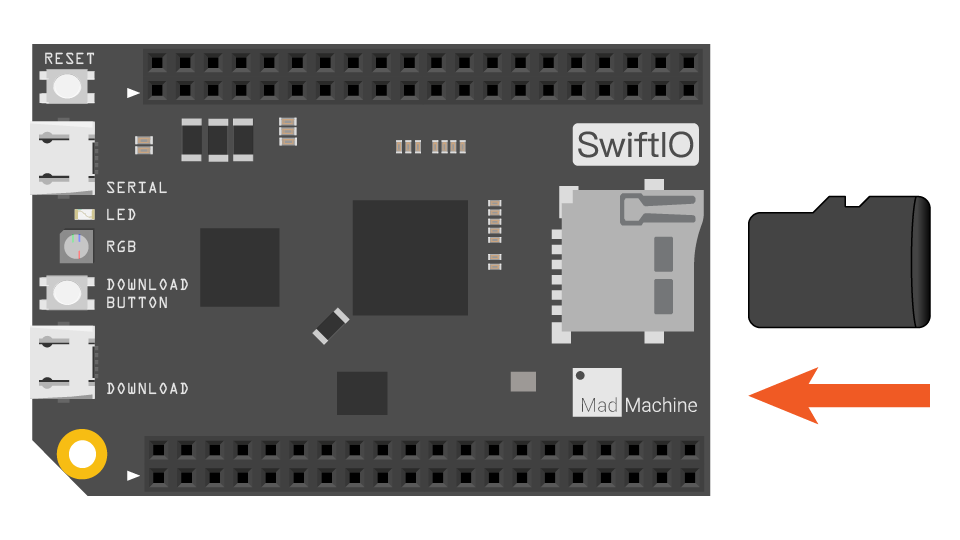 RESET
SwiftIO
SERIAL
LED
RGB
DOWNLOAD
BUTTON
DOWNLOAD
Mad Machine